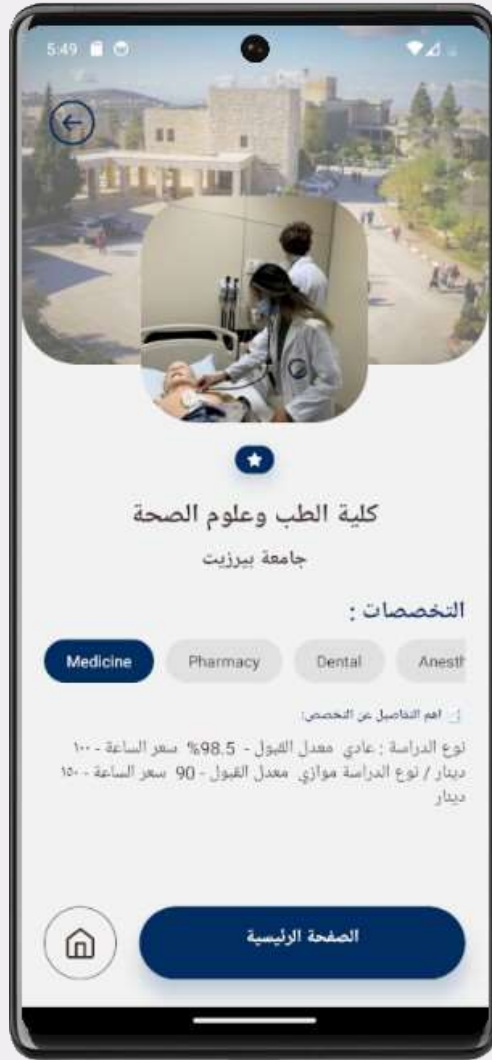 5:49
كلية الطب وعلوم الصحة
جامعة بيرزيت
التخصصات :
Medicine Pharmacy Dental Anesth
اهم التفاصيل عن التخصص:
نوع الدراسة : عادي معدل القبول - 98.5% سعر الساعة - ١٠٠
دينار / نوع الدراسة موازي معدل القبول - 90 سعر الساعة - ١٥٠
دينار
الصفحة الرئيسية